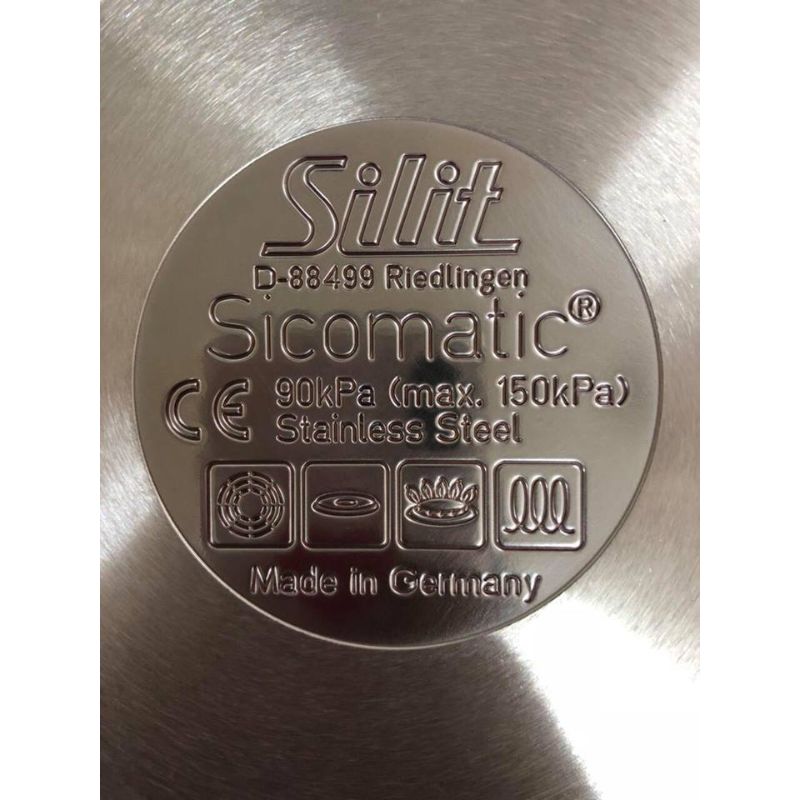 Silit
D-88499 Riedlingen
Sicomatic®
CE 90kPa (max. 150kPa)
Stainless Steel
Made in Germany